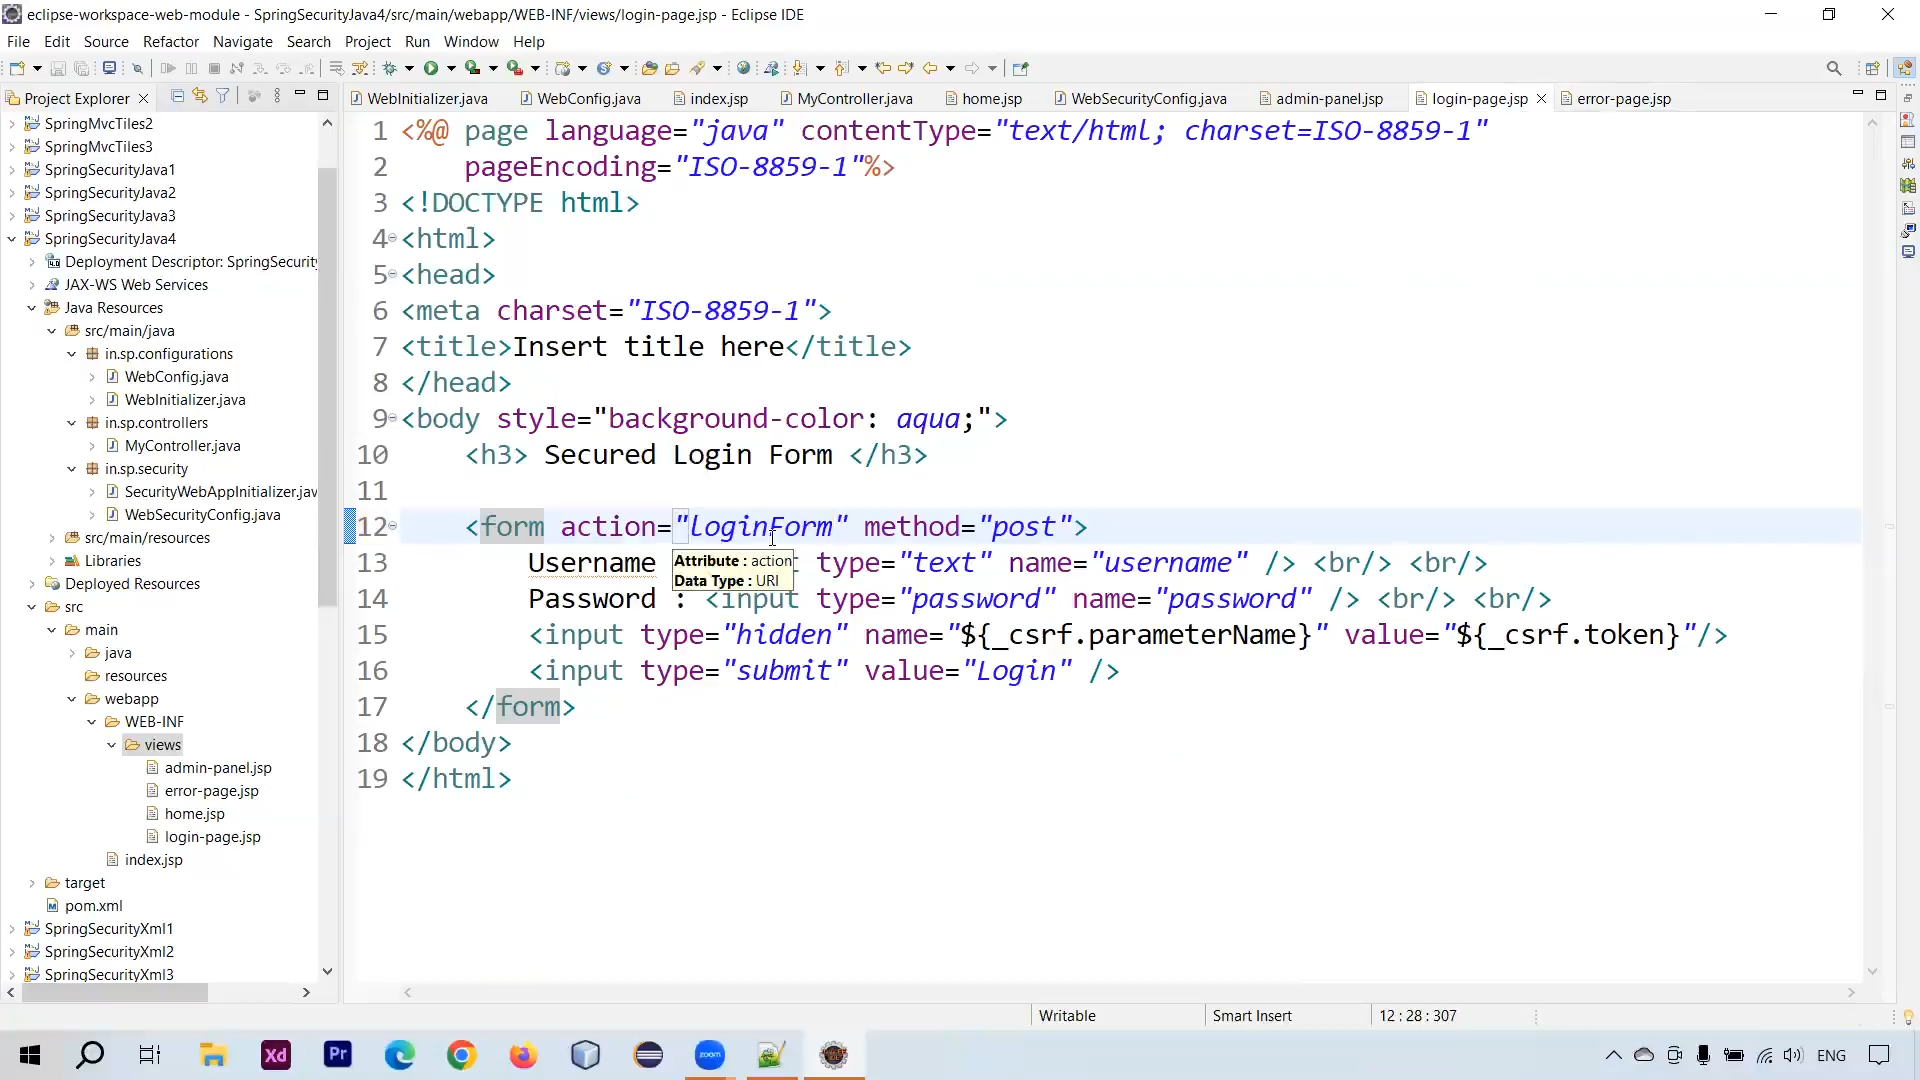 eclipse-workspace-web-module - SpringSecurityJava4/src/main/webapp/WEB-INF/views/login-page.jsp - Eclipse IDE
File Edit Source Refactor Navigate Search Project Run Window Help
Project Explorer
WebInitializer.java WebConfig.java index.jsp MyController.java home.jsp WebSecurityConfig.java admin-panel.jsp login-page.jsp error-page.jsp
SpringMvcTiles2
SpringMvcTiles3
SpringSecurityJava1
SpringSecurityJava2
SpringSecurityJava3
SpringSecurityJava4
Deployment Descriptor: SpringSecurity
JAX-WS Web Services
Java Resources
src/main/java
in.sp.configurations
WebConfig.java
WebInitializer.java
in.sp.controllers
MyController.java
in.sp.security
SecurityWebAppInitializer.jav
WebSecurityConfig.java
src/main/resources
Libraries
Deployed Resources
src
main
java
resources
webapp
WEB-INF
views
admin-panel.jsp
error-page.jsp
home.jsp
login-page.jsp
index.jsp
target
pom.xml
SpringSecurityXml1
SpringSecurityXml2
SpringSecurityXml3
1 <%@ page language="java" contentType="text/html; charset=ISO-8859-1"
2 pageEncoding="ISO-8859-1"%>
3 <!DOCTYPE html>
4 <html>
5 <head>
6 <meta charset="ISO-8859-1">
7 <title>Insert title here</title>
8 </head>
9 <body style="background-color: aqua;">
10 <h3> Secured Login Form </h3>
11
12 <form action="loginForm" method="post">
13 Username type="text" name="username" /> <br/> <br/>
Attribute : action
Data Type : URI
14 Password : <input type="password" name="password" /> <br/> <br/>
15 <input type="hidden" name="${_csrf.parameterName}" value="${_csrf.token}"/>
16 <input type="submit" value="Login" />
17 </form>
18 </body>
19 </html>
Writable Smart Insert 12 : 28 : 307
Xd Pr zoom ENG